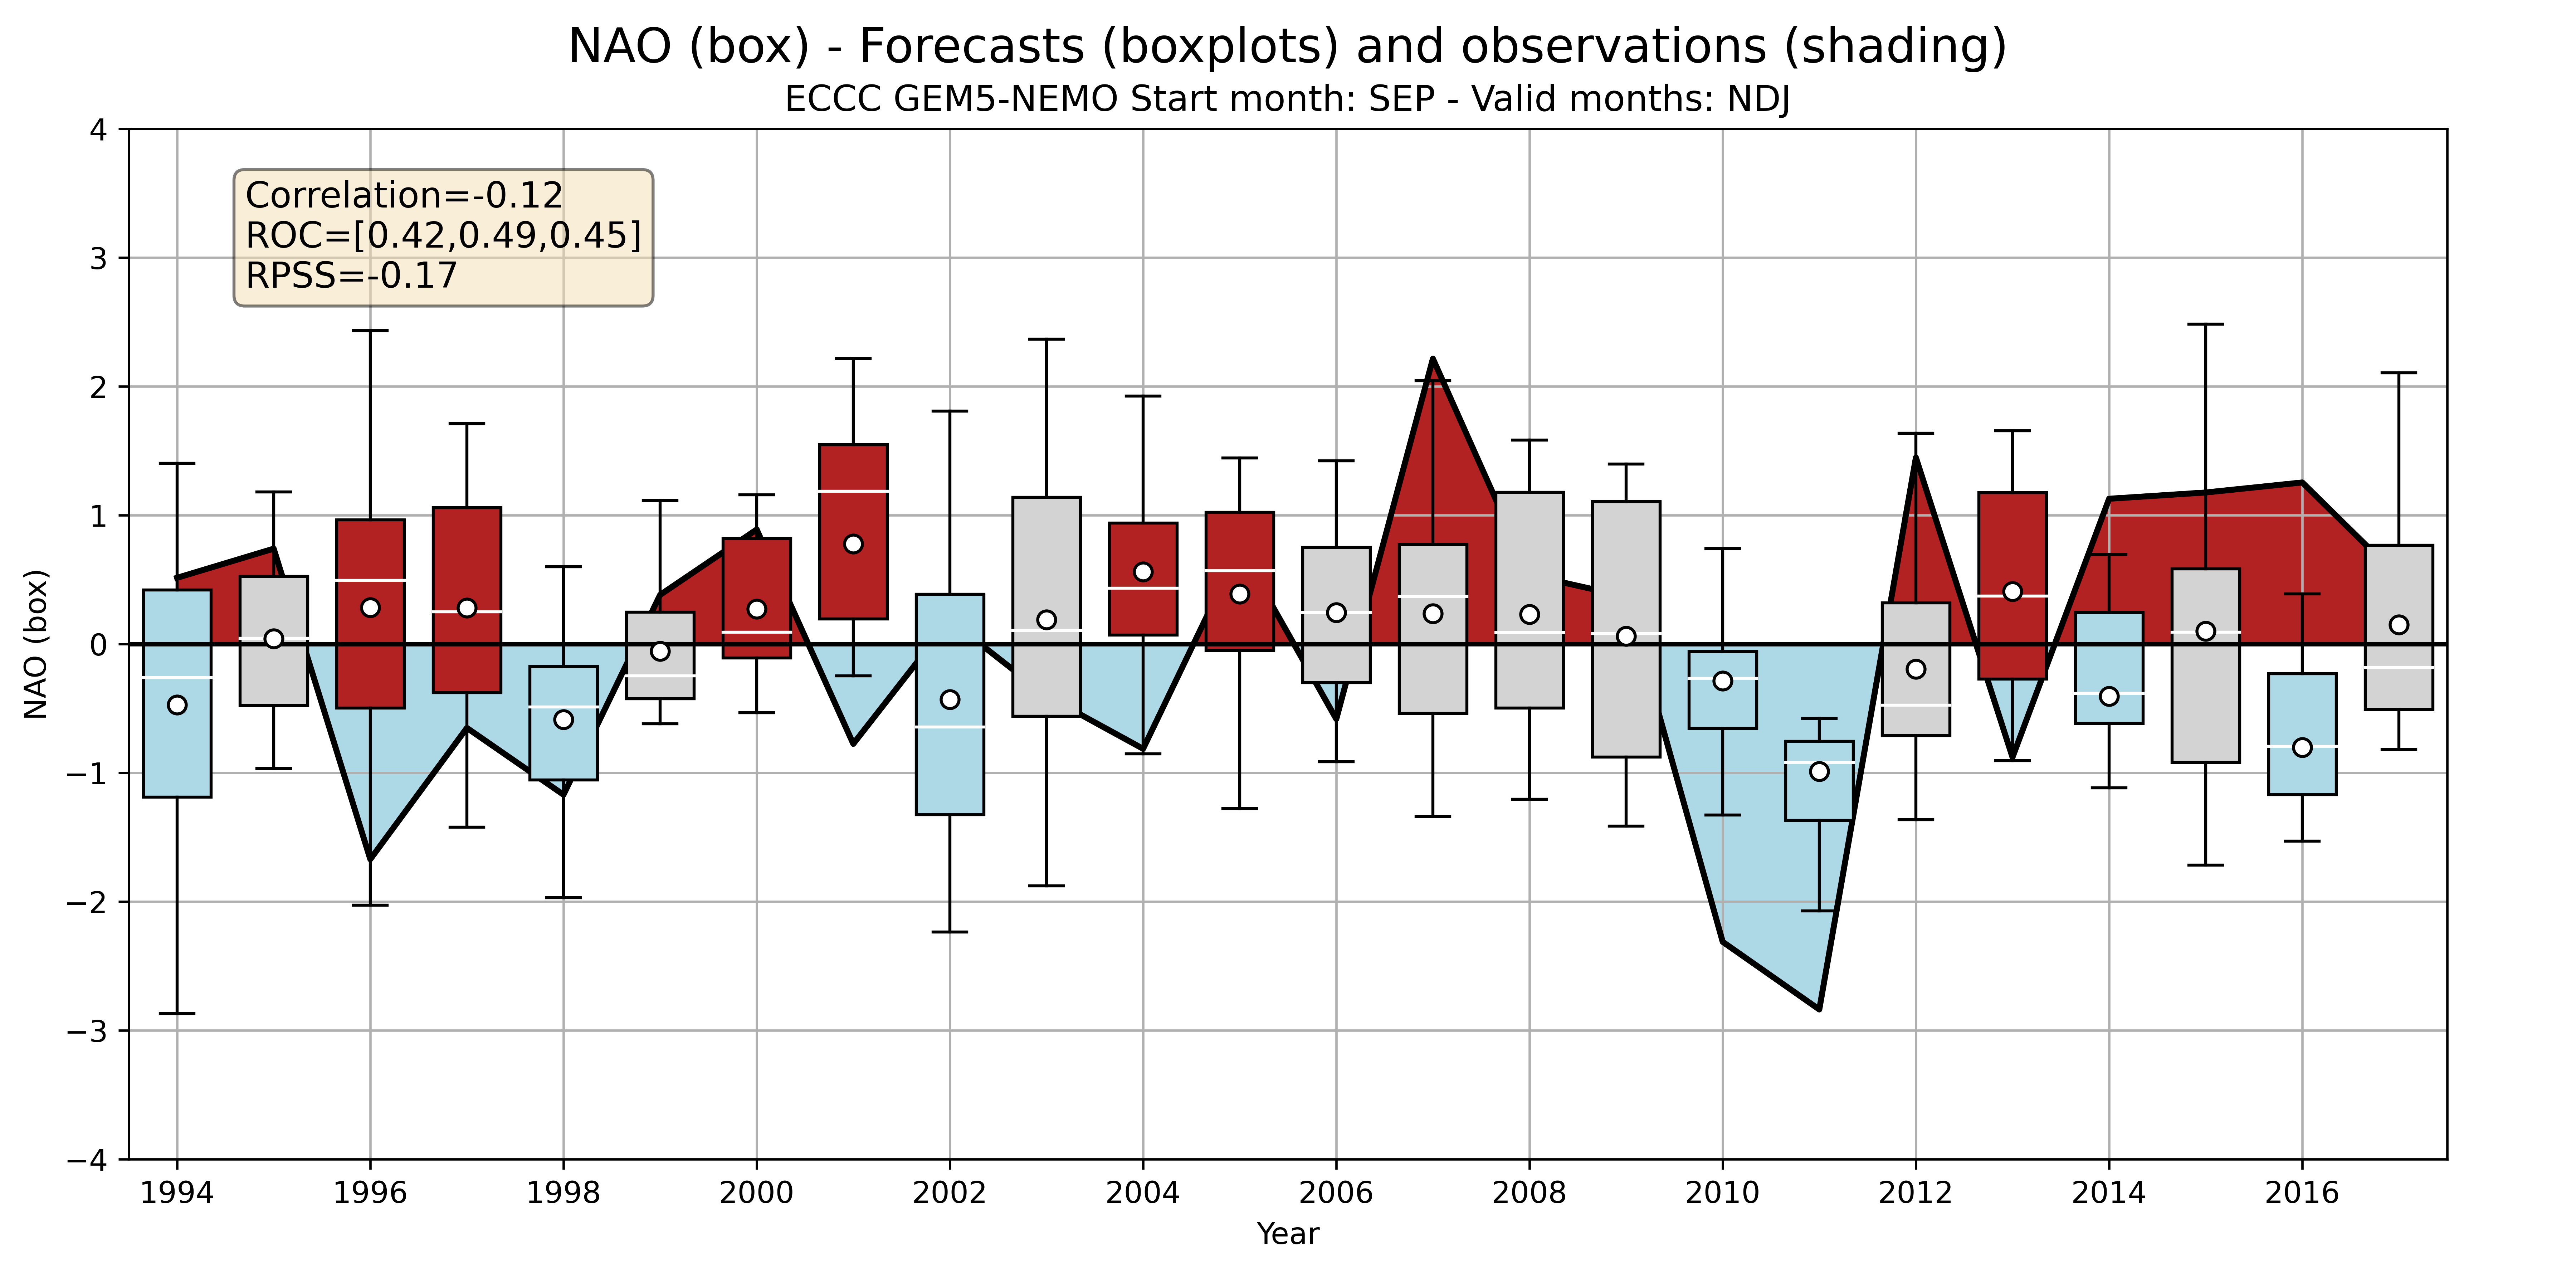 NAO (box) - Forecasts (boxplots) and observations (shading)
ECCC GEM5-NEMO Start month: SEP - Valid months: NDJ
Correlation=-0.12
ROC=[0.42,0.49,0.45]
RPSS=-0.17
NAO (box)
4
3
2
1
0
−1
−2
−3
−4
1994 1996 1998 2000 2002 2004 2006 2008 2010 2012 2014 2016
Year